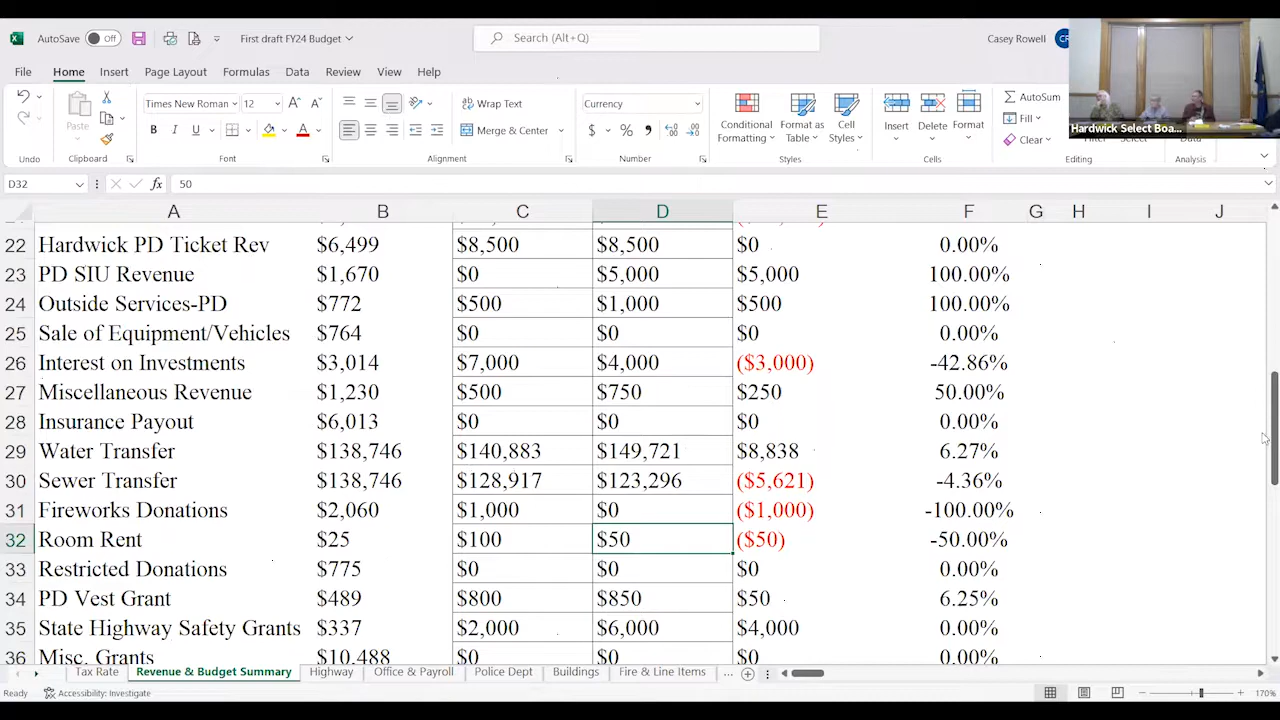 AutoSave Off First draft FY24 Budget Search (Alt+Q) Casey Rowell CR
File Home Insert Page Layout Formulas Data Review View Help
Times New Roman 12 Wrap Text Currency AutoSum
Paste Merge & Center Conditional Formatting Format as Table Cell Styles Insert Delete Format Fill Clear
Hardwick Select Boa...
Undo Clipboard Font Alignment Number Styles Cells Editing Analysis
D32 fx 50
A B C D E F G H I J
22 Hardwick PD Ticket Rev $6,499 $8,500 $8,500 $0 0.00%
23 PD SIU Revenue $1,670 $0 $5,000 $5,000 100.00%
24 Outside Services-PD $772 $500 $1,000 $500 100.00%
25 Sale of Equipment/Vehicles $764 $0 $0 $0 0.00%
26 Interest on Investments $3,014 $7,000 $4,000 ($3,000) -42.86%
27 Miscellaneous Revenue $1,230 $500 $750 $250 50.00%
28 Insurance Payout $6,013 $0 $0 $0 0.00%
29 Water Transfer $138,746 $140,883 $149,721 $8,838 6.27%
30 Sewer Transfer $138,746 $128,917 $123,296 ($5,621) -4.36%
31 Fireworks Donations $2,060 $1,000 $0 ($1,000) -100.00%
32 Room Rent $25 $100 $50 ($50) -50.00%
33 Restricted Donations $775 $0 $0 $0 0.00%
34 PD Vest Grant $489 $800 $850 $50 6.25%
35 State Highway Safety Grants $337 $2,000 $6,000 $4,000 0.00%
36 Misc. Grants $10,488 $0 $0 $0 0.00%
Tax Rate Revenue & Budget Summary Highway Office & Payroll Police Dept Buildings Fire & Line Items ...
Ready Accessibility: Investigate 170%